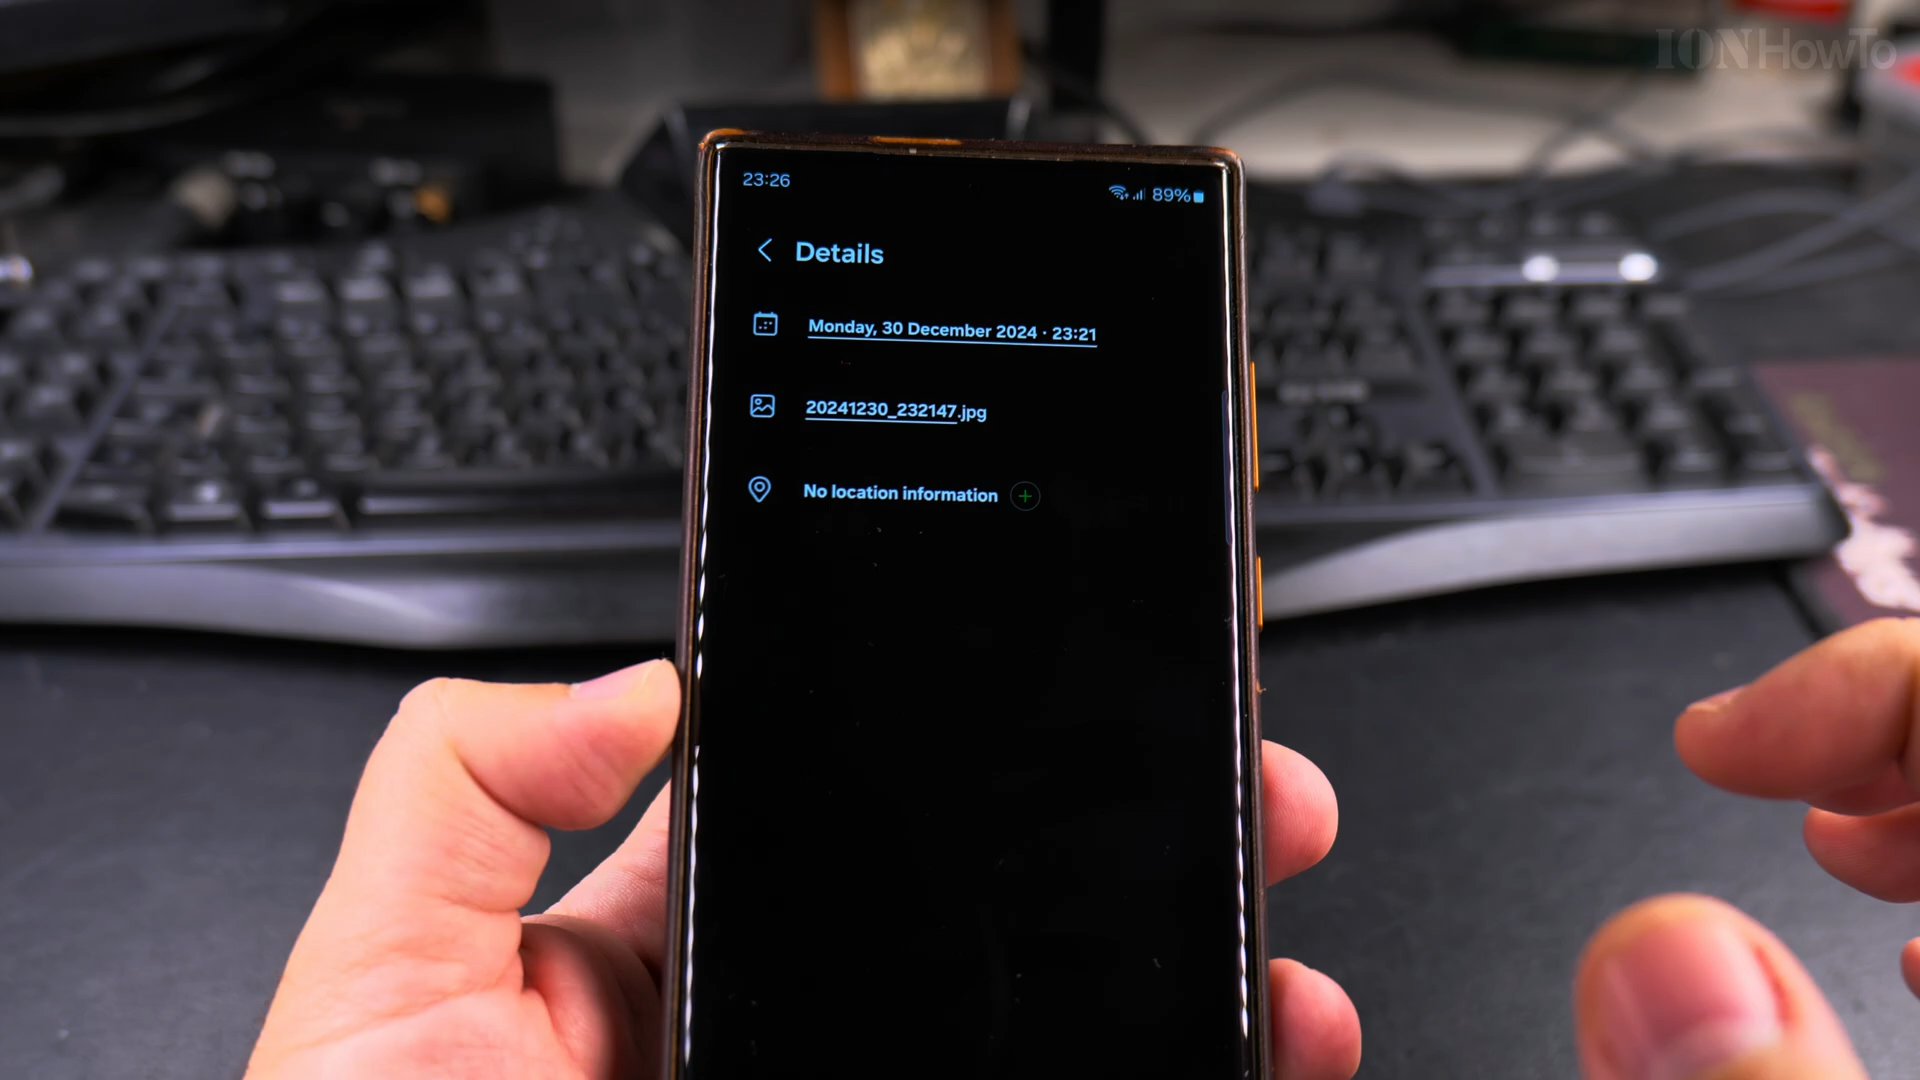 IONHowTo
23:26
89%
Details
Monday, 30 December 2024 · 23:21
20241230_232147.jpg
No location information